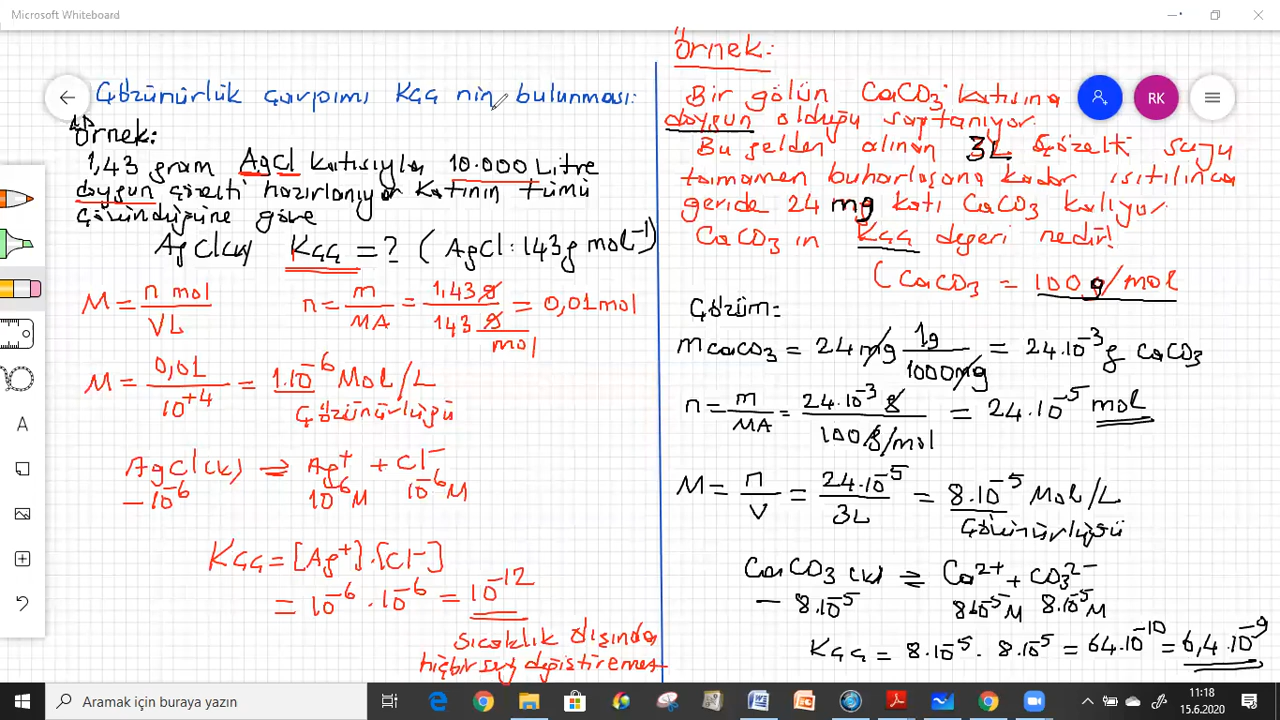 Microsoft Whiteboard
Çözünürlük çarpımı Kçç nin bulunması:
Örnek:
1,43 gram AgCl katısıyla 10.000 Litre
doygun çözelti hazırlanıyor katının tümü
çözündüğüne göre
AgCl(k) Kçç = ? ( AgCl : 143 g mol⁻¹)
M = n mol / VL n = m / MA = 1,43 g / 143 g/mol = 0,01 mol
M = 0,01 / 10⁺⁴ = 1.10⁻⁶ Mol/L
Çözünürlüğü
AgCl(k) ⇌ Ag⁺ + Cl⁻
-10⁻⁶ 10⁻⁶M 10⁻⁶M
Kçç = [Ag⁺].[Cl⁻]
= 10⁻⁶ . 10⁻⁶ = 10⁻¹²
Sıcaklık dışında
hiçbir şey değiştiremez
Örnek:
Bir gölün CaCO₃ katısına
doygun olduğu saptanıyor.
Bu gölden alınan 3L çözelti suyu
tamamen buharlaşana kadar ısıtılınca
geride 24 mg katı CaCO₃ kalıyor.
CaCO₃ ın Kçç değeri nedir?
(CaCO₃ = 100 g/mol
Çözüm:
mCaCO₃ = 24 mg 1g / 1000 mg = 24.10⁻³ g CaCO₃
n = m / MA = 24.10⁻³ g / 100 g/mol = 24.10⁻⁵ mol
M = n / V = 24.10⁻⁵ / 3L = 8.10⁻⁵ Mol/L
Çözünürlüğü
CaCO₃ (k) ⇌ Ca²⁺ + CO₃²⁻
- 8.10⁻⁵ 8.10⁻⁵M 8.10⁻⁵M
Kçç = 8.10⁻⁵ . 8.10⁻⁵ = 64.10⁻¹⁰ = 6,4.10⁻⁹
RK
A
Aramak için buraya yazın
11:18
15.6.2020